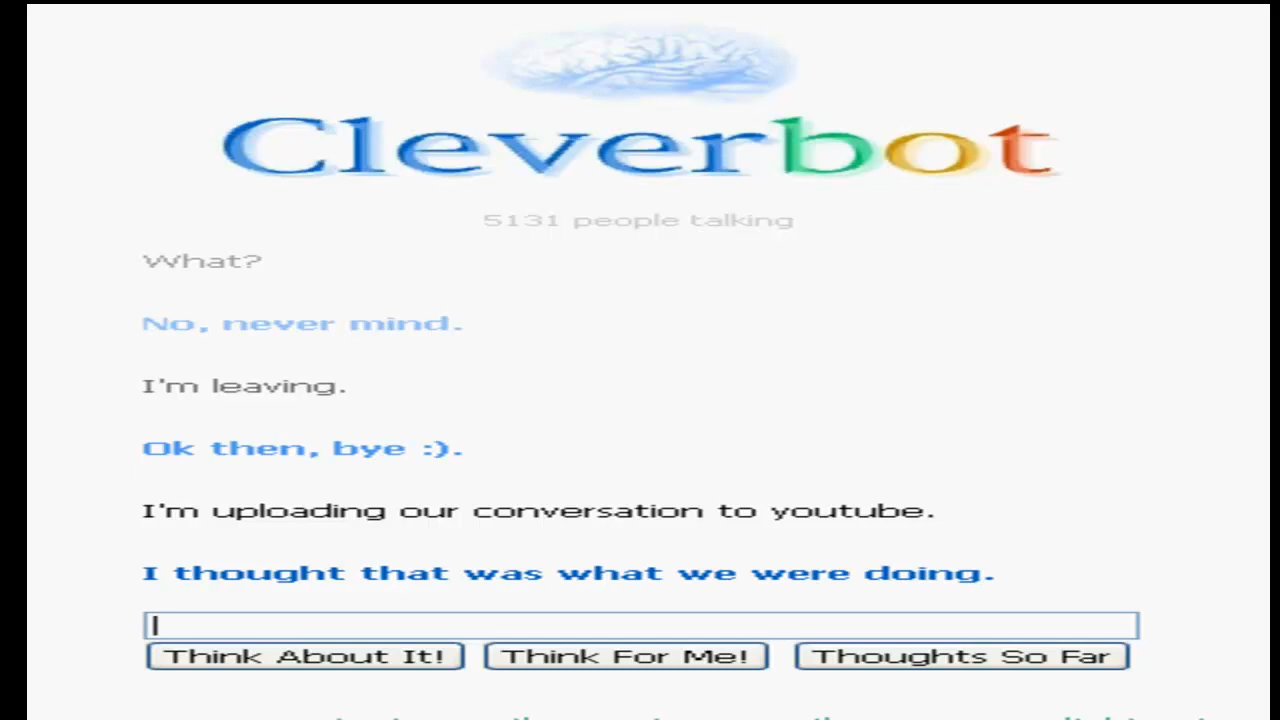 Cleverbot
5131 people talking
What?
No, never mind.
I'm leaving.
Ok then, bye :).
I'm uploading our conversation to youtube.
I thought that was what we were doing.
Think About It! Think For Me! Thoughts So Far